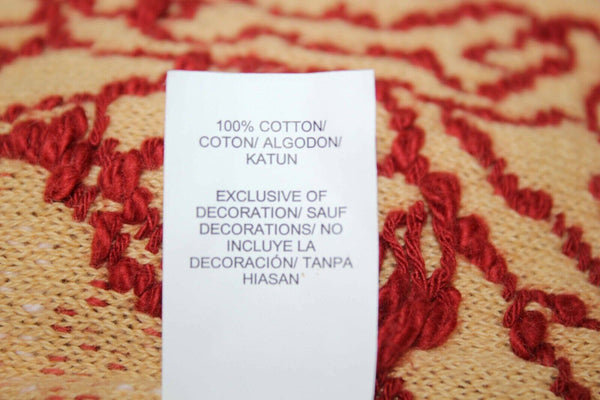 100% COTTON/
COTON/ ALGODON/
KATUN
EXCLUSIVE OF
DECORATION/ SAUF
DECORATIONS/ NO
INCLUYE LA
DECORACIÓN/ TANPA
HIASAN